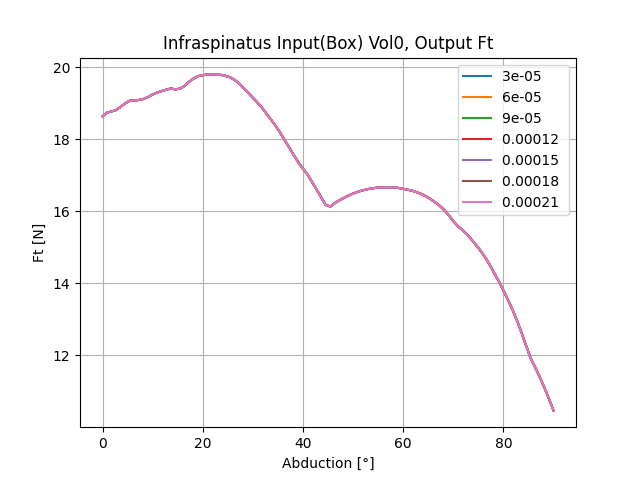 Infraspinatus Input(Box) Vol0, Output Ft
20
18
16
14
12
Ft [N]
0
20
40
60
80
Abduction [°]
3e-05
6e-05
9e-05
0.00012
0.00015
0.00018
0.00021